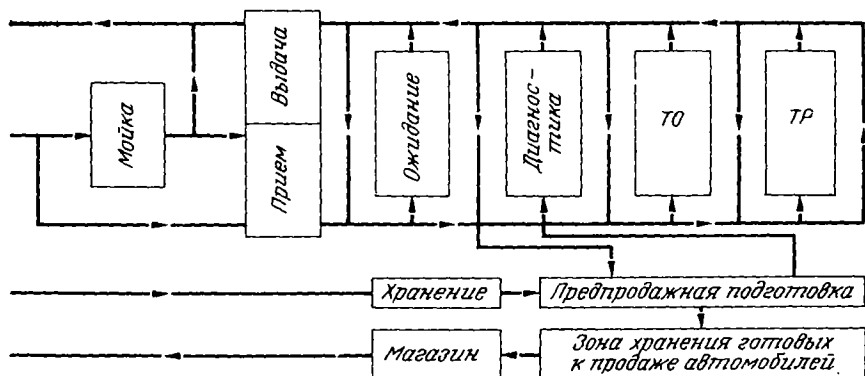 Мойка
Выдача
Прием
Ожидание
Диагнос-
тика
ТО
ТР
Хранение
Предпродажная подготовка
Магазин
Зона хранения готовых
к продаже автомобилей